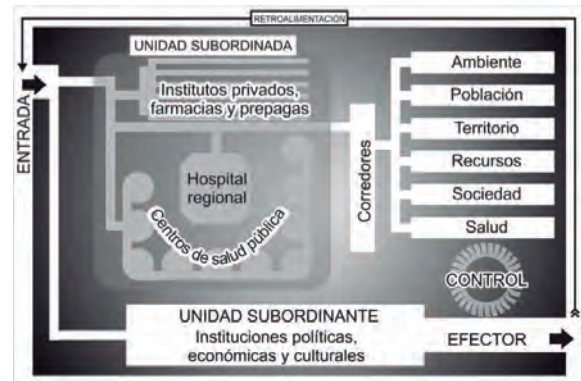 RETROALIMENTACIÓN
ENTRADA
UNIDAD SUBORDINADA
Institutos privados,
farmacias y prepagas
Hospital
regional
Centros de salud pública
Corredores
Ambiente
Población
Territorio
Recursos
Sociedad
Salud
CONTROL
UNIDAD SUBORDINANTE
Instituciones políticas,
económicas y culturales
EFECTOR